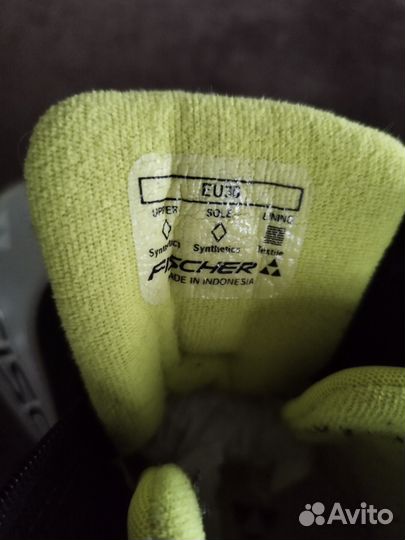 EU30
UPPER SOLE LINING
Synthetics Synthetics Textile
FISCHER
MADE IN INDONESIA
Avito